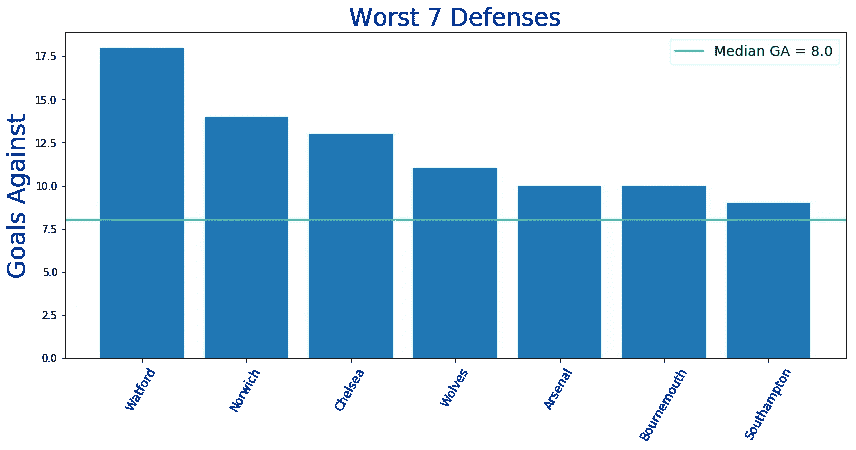 Worst 7 Defenses
Median GA = 8.0
Goals Against
17.5
15.0
12.5
10.0
7.5
5.0
2.5
0.0
Watford
Norwich
Chelsea
Wolves
Arsenal
Bournemouth
Southampton